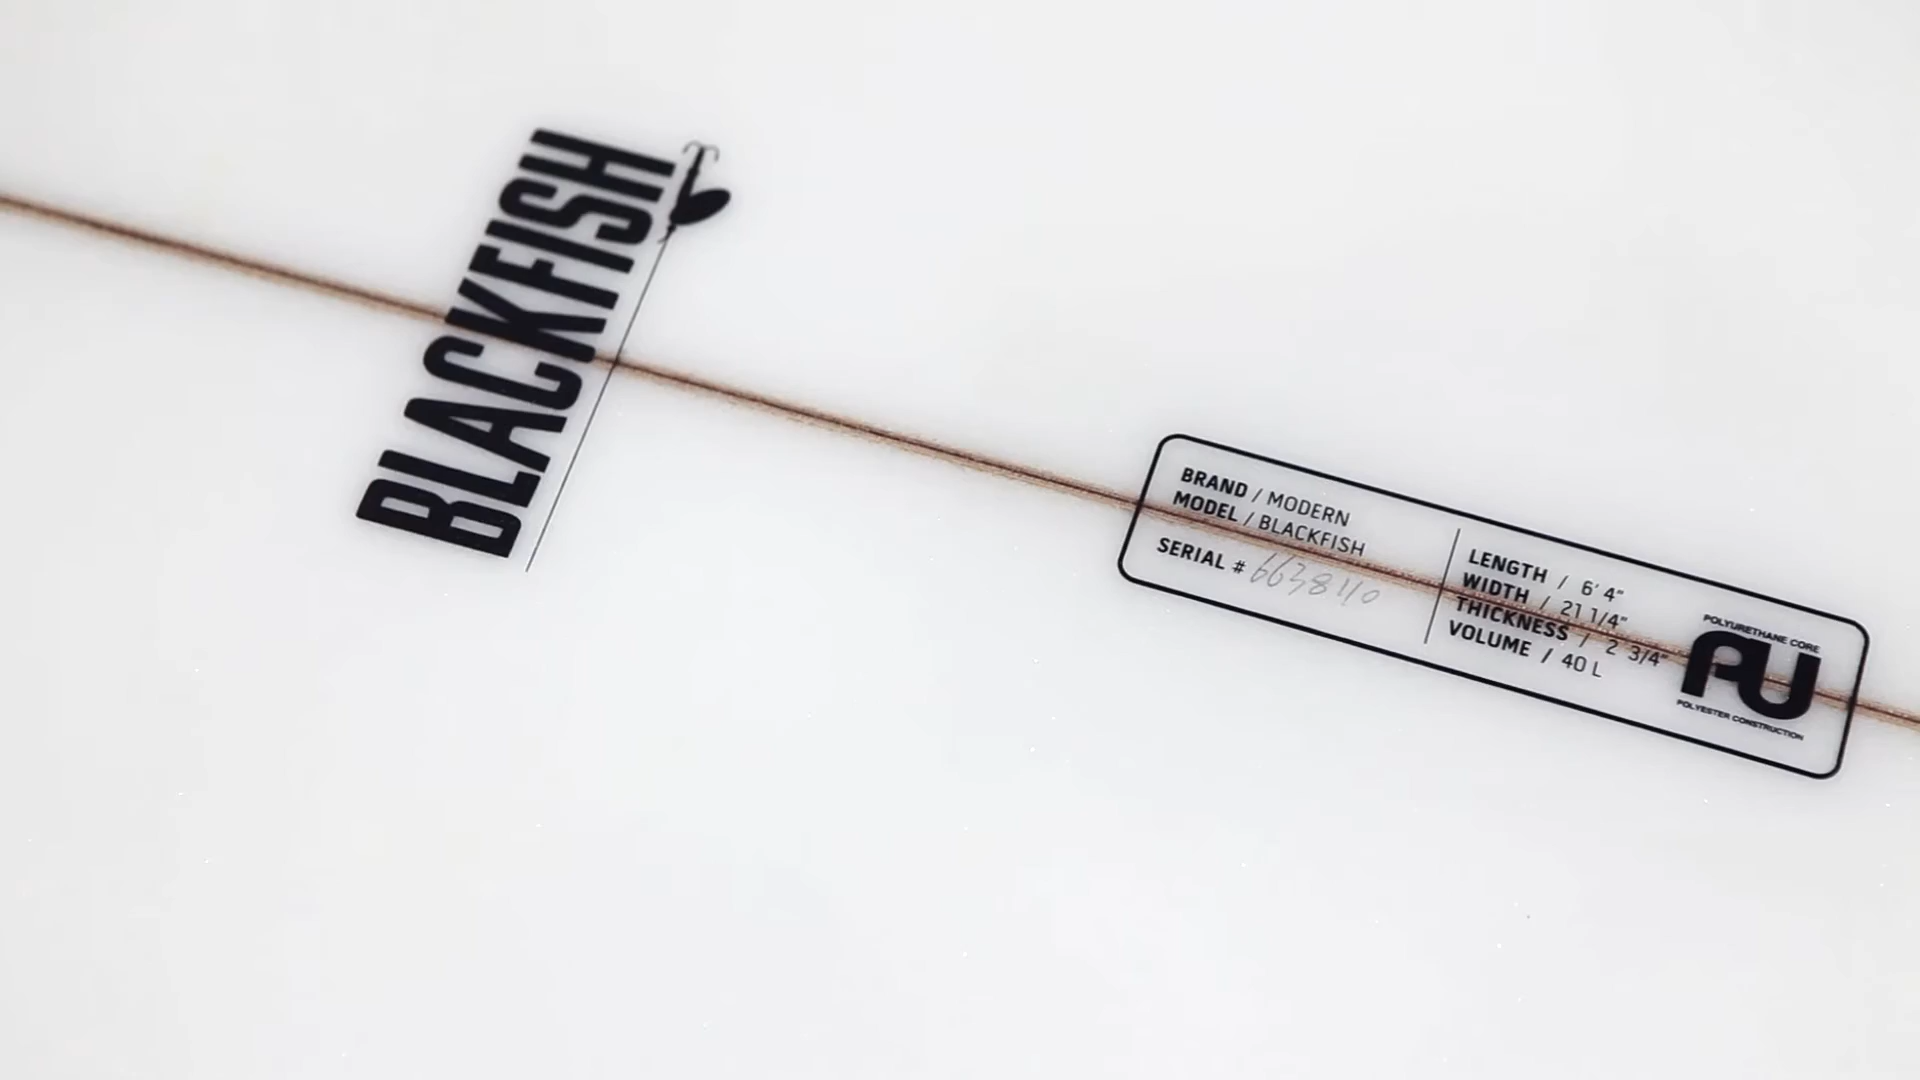 BLACKFISH
BRAND / MODERN
MODEL / BLACKFISH
SERIAL # 6638110
LENGTH / 6' 4"
WIDTH / 21 1/4"
THICKNESS / 2 3/4"
VOLUME / 40 L
POLYURETHANE CORE
PU
POLYESTER CONSTRUCTION